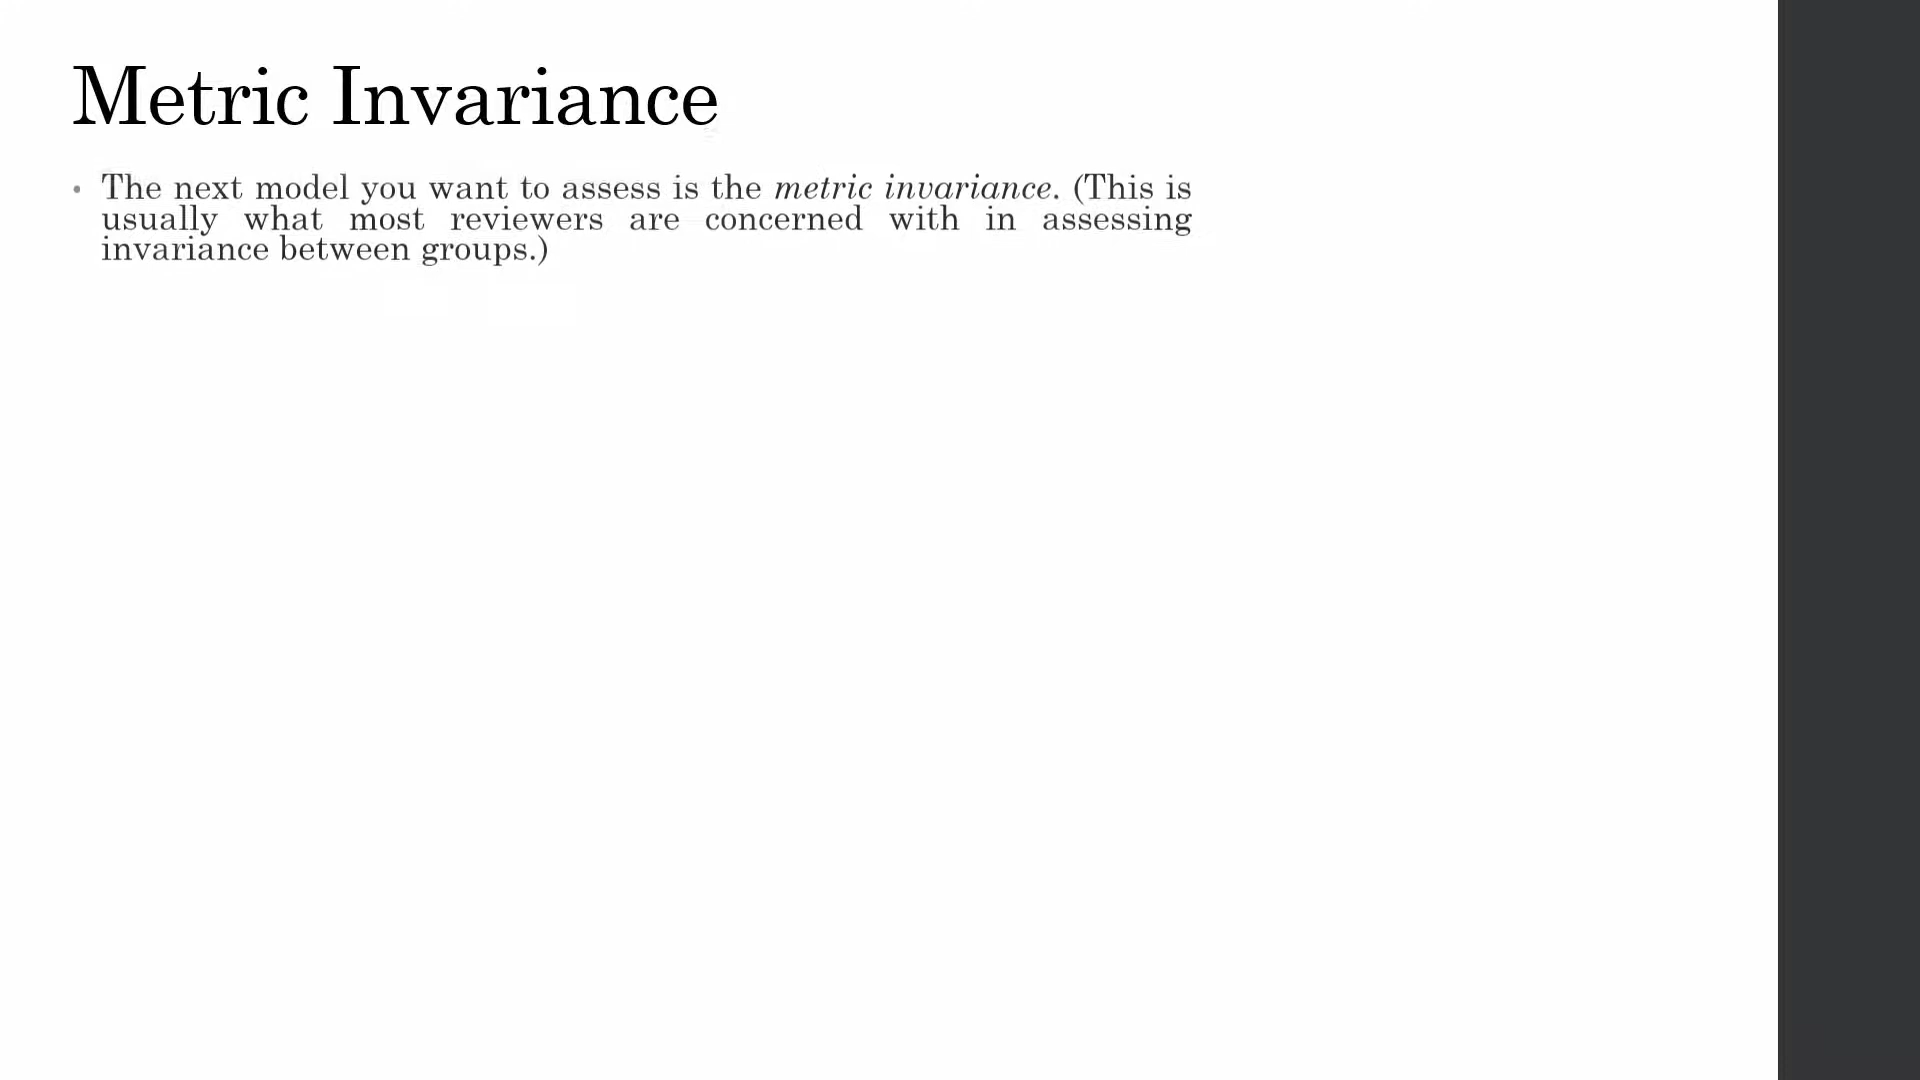 Metric Invariance
• The next model you want to assess is the metric invariance. (This is
usually what most reviewers are concerned with in assessing
invariance between groups.)